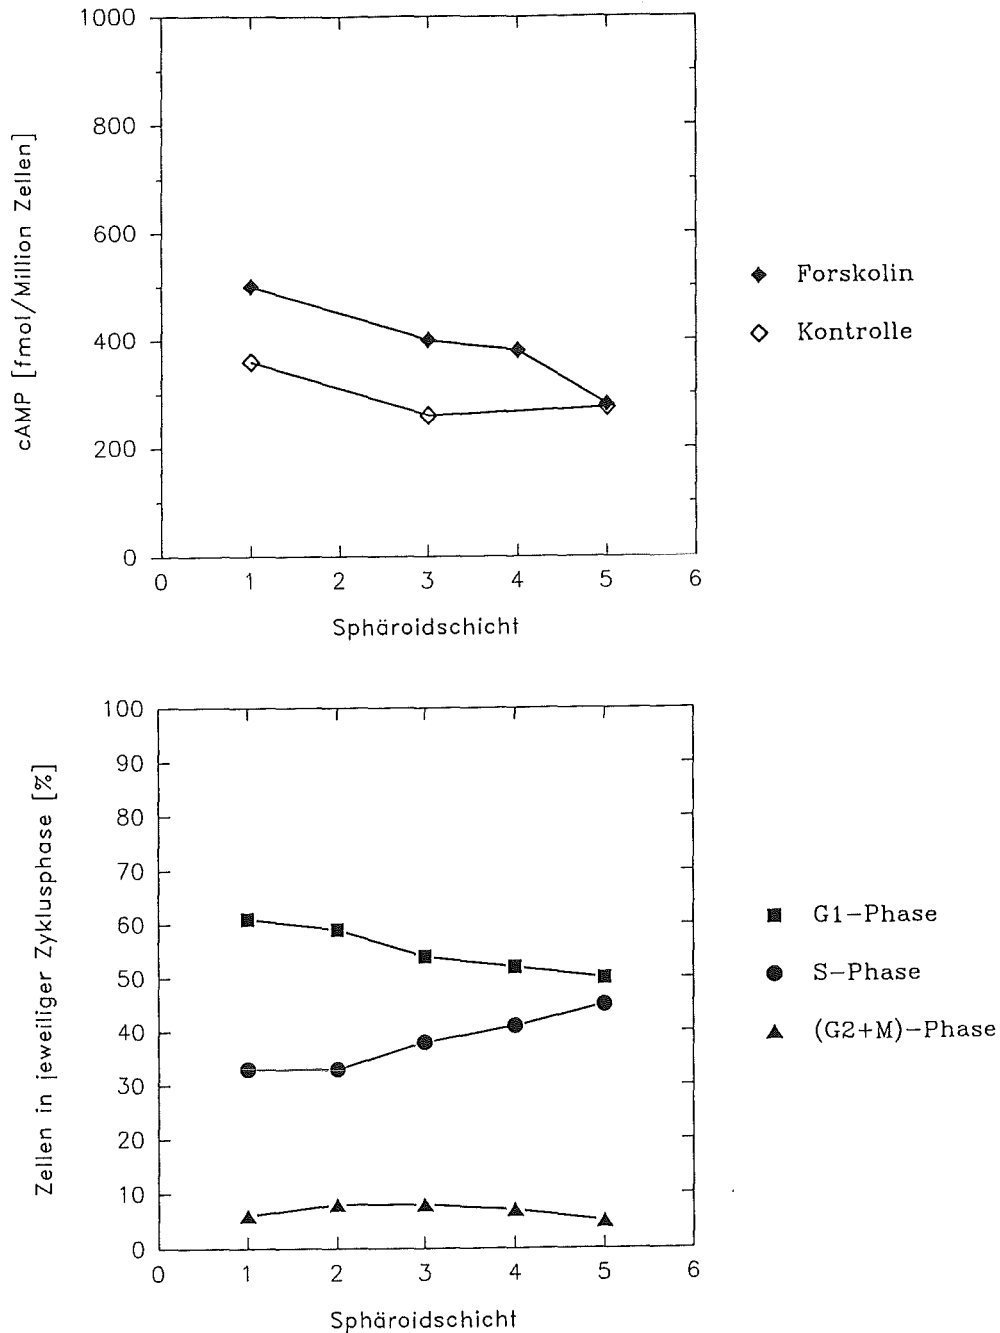 1000
800
600
400
200
0
cAMP [fmol/Million Zellen]
0 1 2 3 4 5 6
Sphäroidschicht
Forskolin
Kontrolle
100
90
80
70
60
50
40
30
20
10
0
Zellen in jeweiliger Zyklusphase [%]
0 1 2 3 4 5 6
Sphäroidschicht
G1-Phase
S-Phase
(G2+M)-Phase